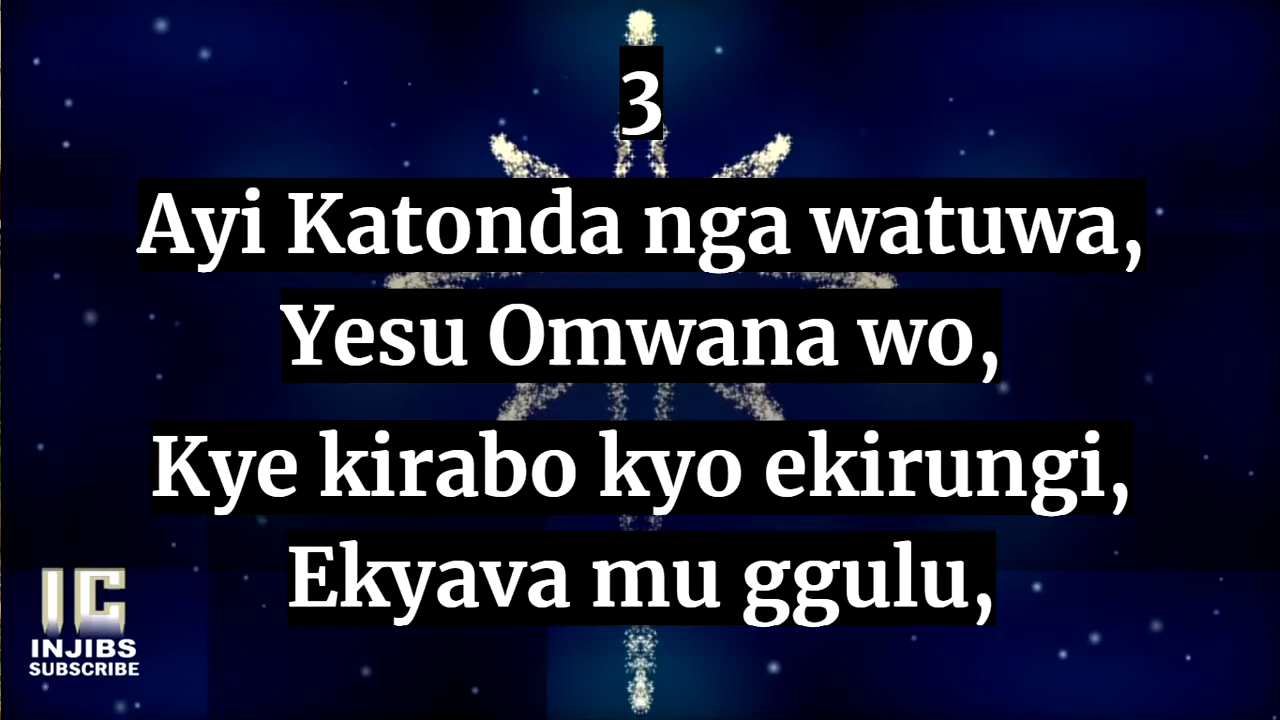 3
Ayi Katonda nga watuwa,
Yesu Omwana wo,
Kye kirabo kyo ekirungi,
Ekyava mu ggulu,
IC
INJIBS
SUBSCRIBE